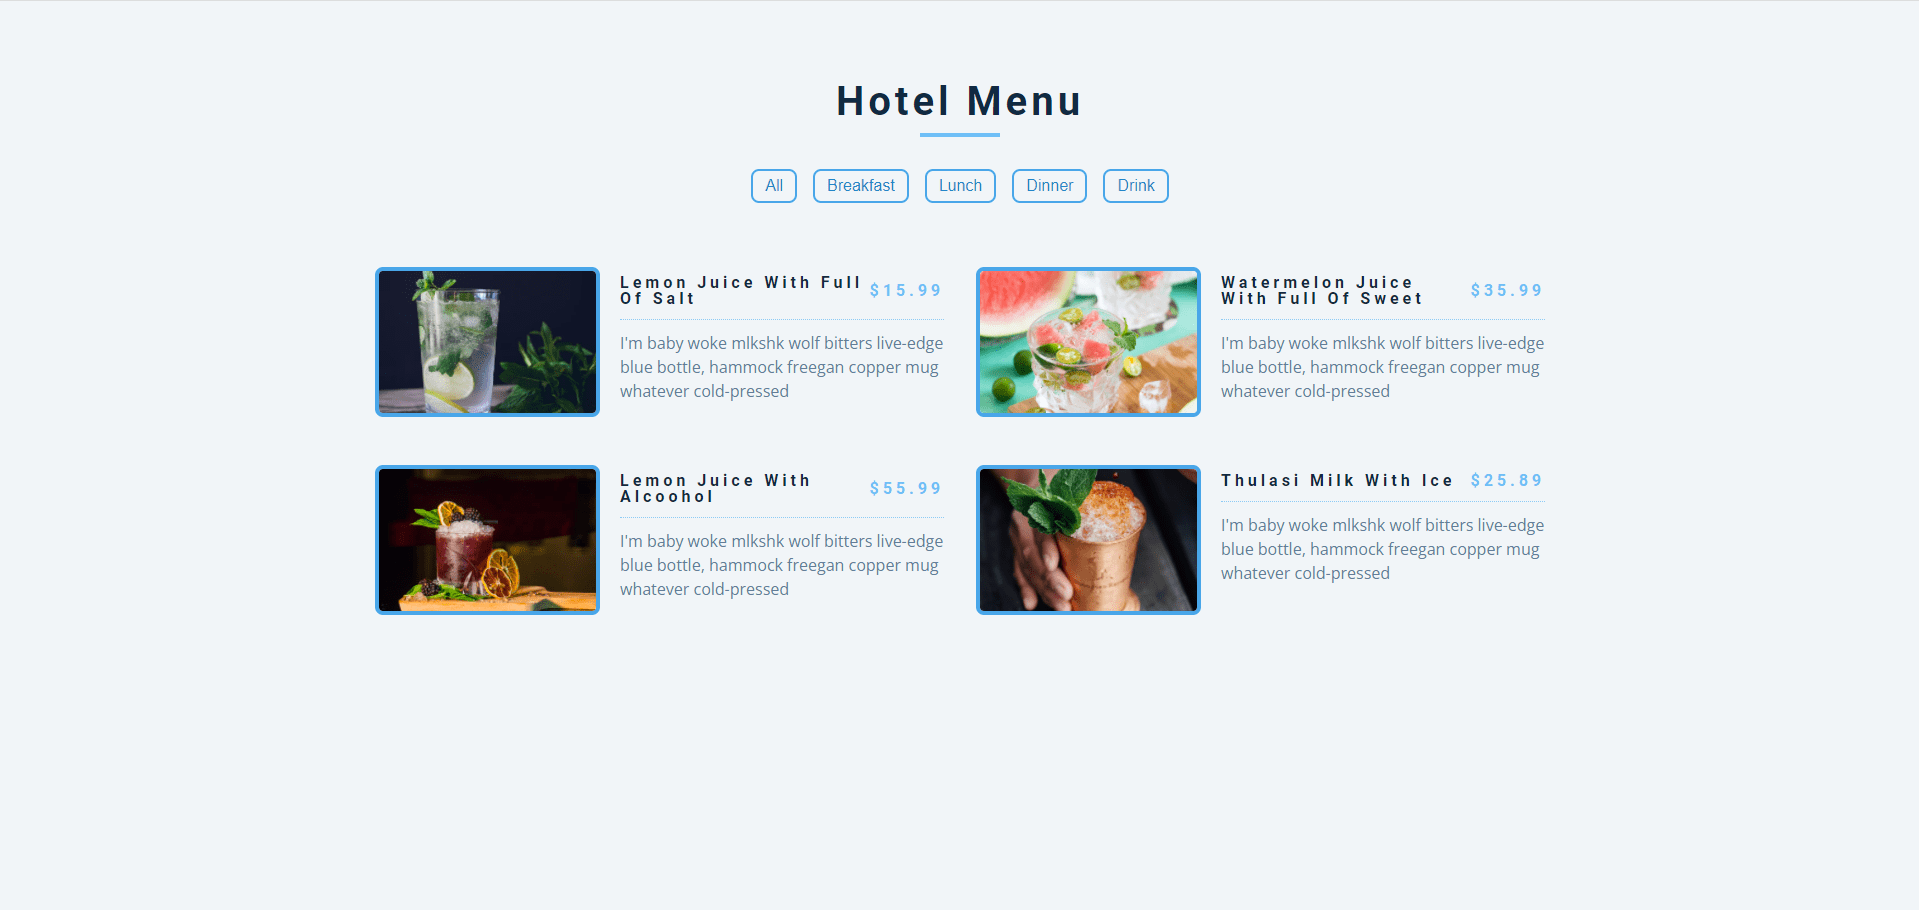 Hotel Menu
All Breakfast Lunch Dinner Drink
Lemon Juice With Full
Of Salt
$15.99
I'm baby woke mlkshk wolf bitters live-edge
blue bottle, hammock freegan copper mug
whatever cold-pressed
Watermelon Juice
With Full Of Sweet
$35.99
I'm baby woke mlkshk wolf bitters live-edge
blue bottle, hammock freegan copper mug
whatever cold-pressed
Lemon Juice With
Alcoohol
$55.99
I'm baby woke mlkshk wolf bitters live-edge
blue bottle, hammock freegan copper mug
whatever cold-pressed
Thulasi Milk With Ice
$25.89
I'm baby woke mlkshk wolf bitters live-edge
blue bottle, hammock freegan copper mug
whatever cold-pressed